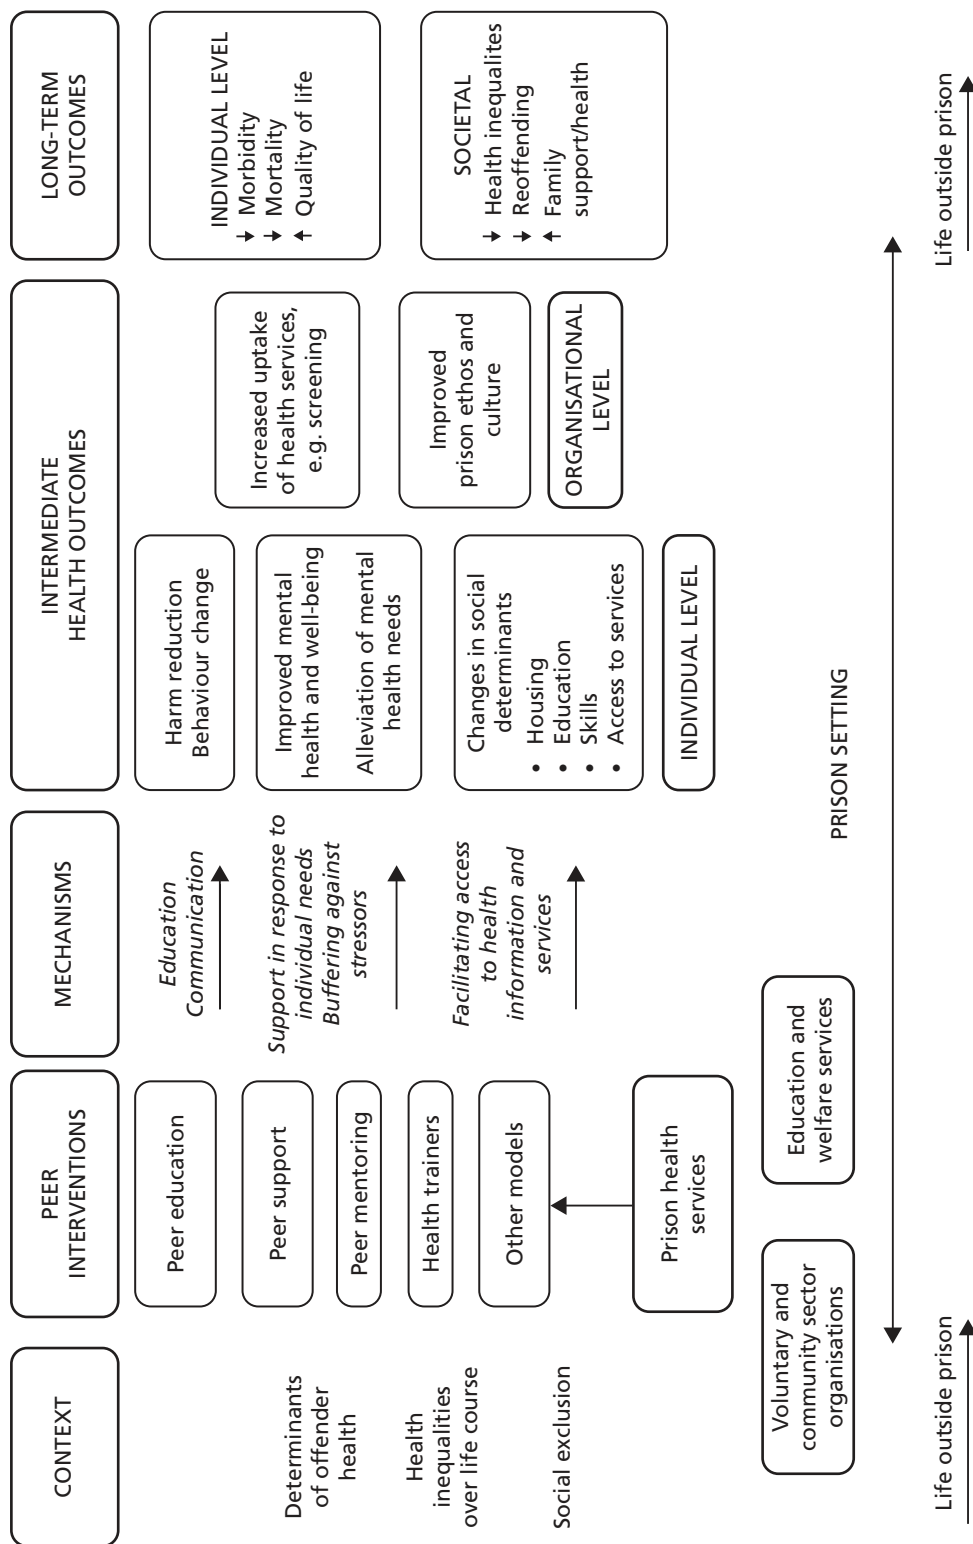 CONTEXT
Determinants
of offender
health
Health
inequalities
over life course
Social exclusion
PEER
INTERVENTIONS
Peer education
Peer support
Peer mentoring
Health trainers
Other models
Prison health
services
Voluntary and
community sector
organisations
Education and
welfare services
MECHANISMS
Education
Communication
Support in response to
individual needs
Buffering against
stressors
Facilitating access
to health
information and
services
INTERMEDIATE
HEALTH OUTCOMES
Harm reduction
Behaviour change
Improved mental
health and well-being
Alleviation of mental
health needs
Changes in social
determinants
• Housing
• Education
• Skills
• Access to services
INDIVIDUAL LEVEL
Increased uptake
of health services,
e.g. screening
Improved
prison ethos and
culture
ORGANISATIONAL
LEVEL
LONG-TERM
OUTCOMES
INDIVIDUAL LEVEL
↓ Morbidity
↓ Mortality
↑ Quality of life
SOCIETAL
↓ Health inequalites
↓ Reoffending
↑ Family
support/health
PRISON SETTING
Life outside prison
Life outside prison